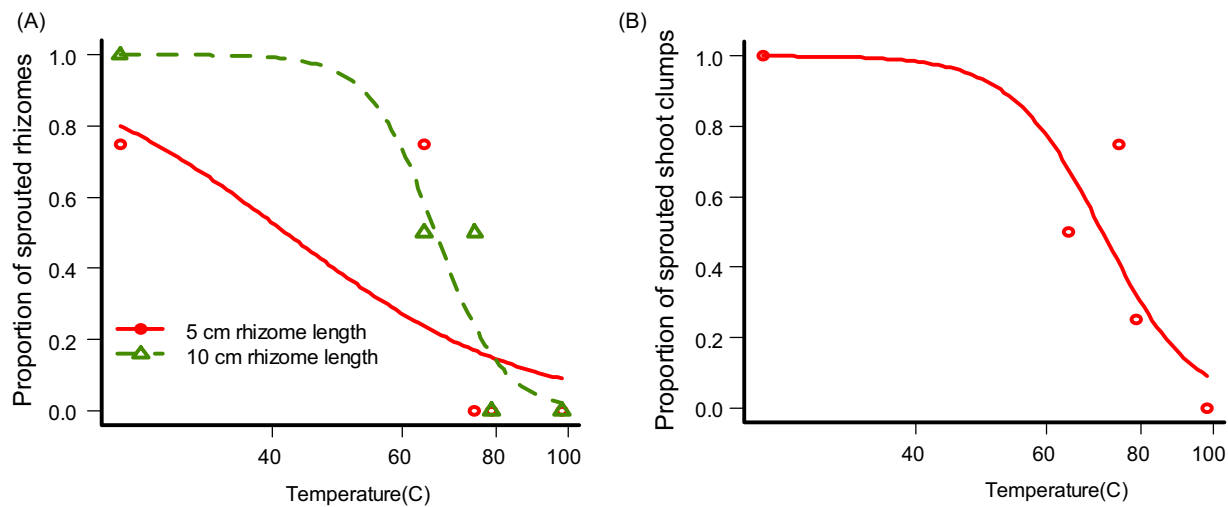 (A)
Proportion of sprouted rhizomes
1.0
0.8
0.6
0.4
0.2
0.0
5 cm rhizome length
10 cm rhizome length
40 60 80 100
Temperature(C)
(B)
Proportion of sprouted shoot clumps
1.0
0.8
0.6
0.4
0.2
0.0
40 60 80 100
Temperature(C)